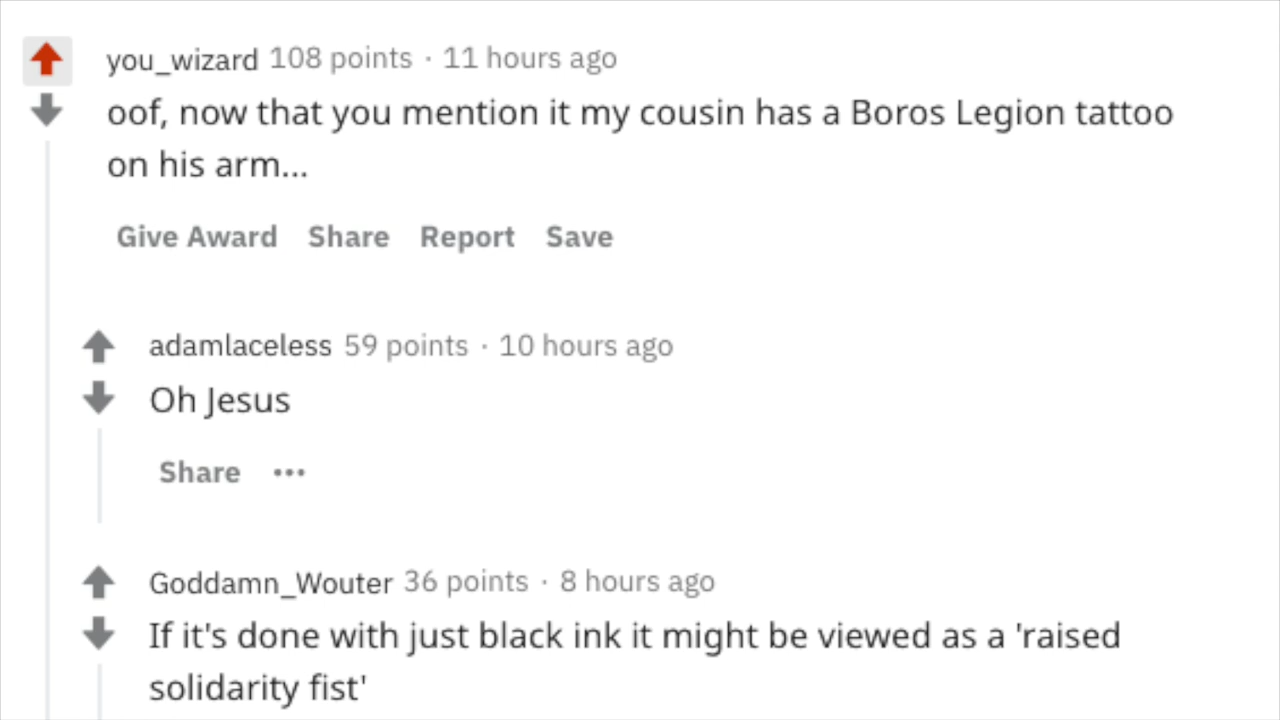 you_wizard 108 points · 11 hours ago
oof, now that you mention it my cousin has a Boros Legion tattoo
on his arm...
Give Award Share Report Save
adamlaceless 59 points · 10 hours ago
Oh Jesus
Share •••
Goddamn_Wouter 36 points · 8 hours ago
If it's done with just black ink it might be viewed as a 'raised
solidarity fist'